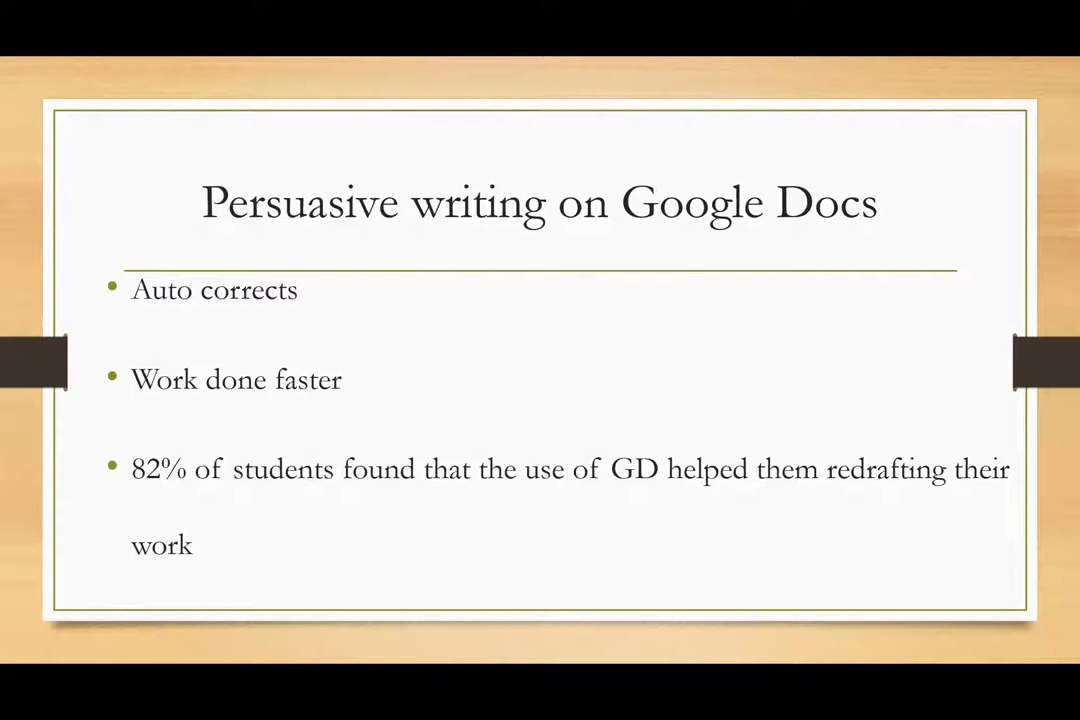 Persuasive writing on Google Docs
• Auto corrects
• Work done faster
• 82% of students found that the use of GD helped them redrafting their
work